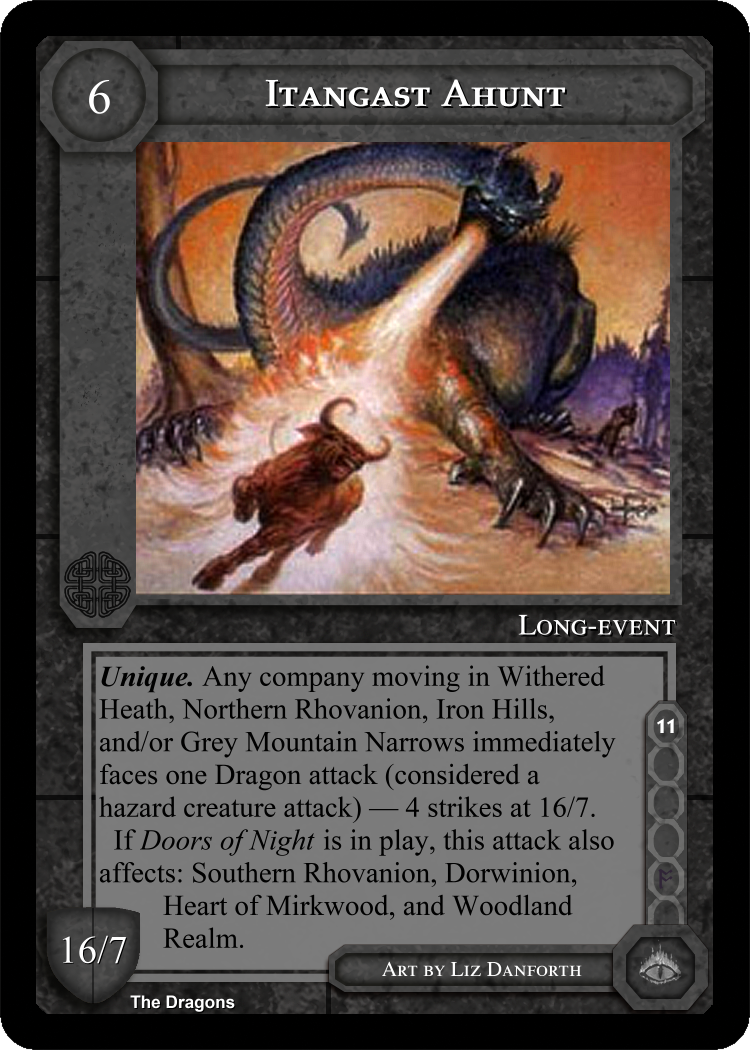 6
ITANGAST AHUNT
LONG-EVENT
Unique. Any company moving in Withered
Heath, Northern Rhovanion, Iron Hills,
and/or Grey Mountain Narrows immediately
faces one Dragon attack (considered a
hazard creature attack) — 4 strikes at 16/7.
If Doors of Night is in play, this attack also
affects: Southern Rhovanion, Dorwinion,
Heart of Mirkwood, and Woodland
Realm.
11
16/7
ART BY LIZ DANFORTH
The Dragons